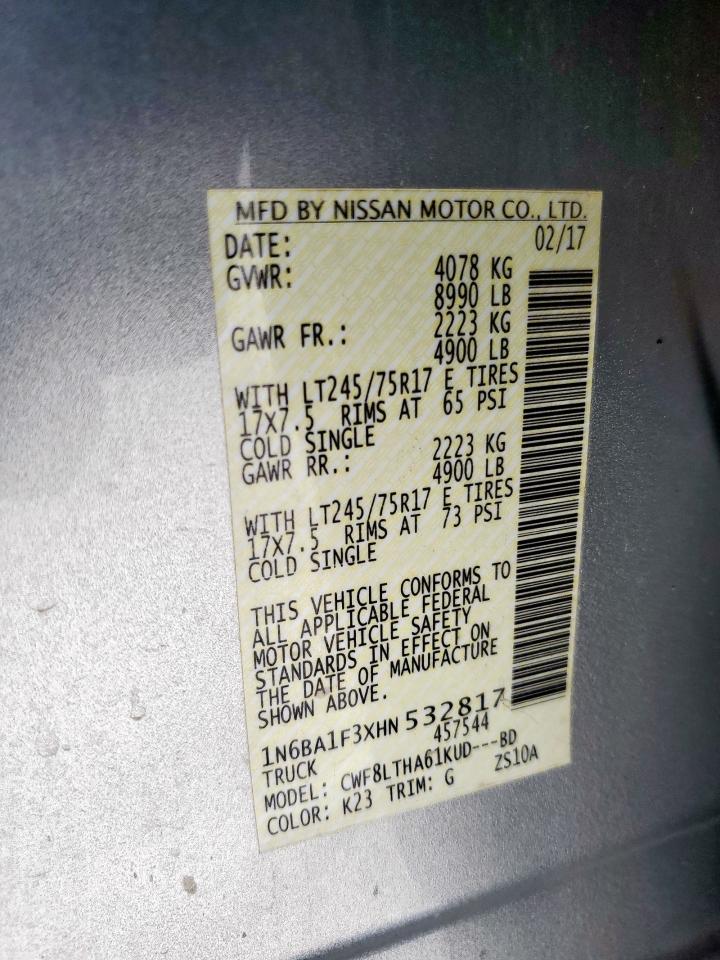 MFD BY NISSAN MOTOR CO., LTD.
DATE: 02/17
GVWR: 4078 KG
8990 LB
GAWR FR.: 2223 KG
4900 LB
WITH LT245/75R17 E TIRES
17X7.5 RIMS AT 65 PSI
COLD SINGLE
GAWR RR.: 2223 KG
4900 LB
WITH LT245/75R17 E TIRES
17X7.5 RIMS AT 73 PSI
COLD SINGLE
THIS VEHICLE CONFORMS TO
ALL APPLICABLE FEDERAL
MOTOR VEHICLE SAFETY
STANDARDS IN EFFECT ON
THE DATE OF MANUFACTURE
SHOWN ABOVE.
1N6BA1F3XHN 532817
TRUCK 457544
MODEL: CWF8LTHA61KUD---BD
COLOR: K23 TRIM: G ZS10A